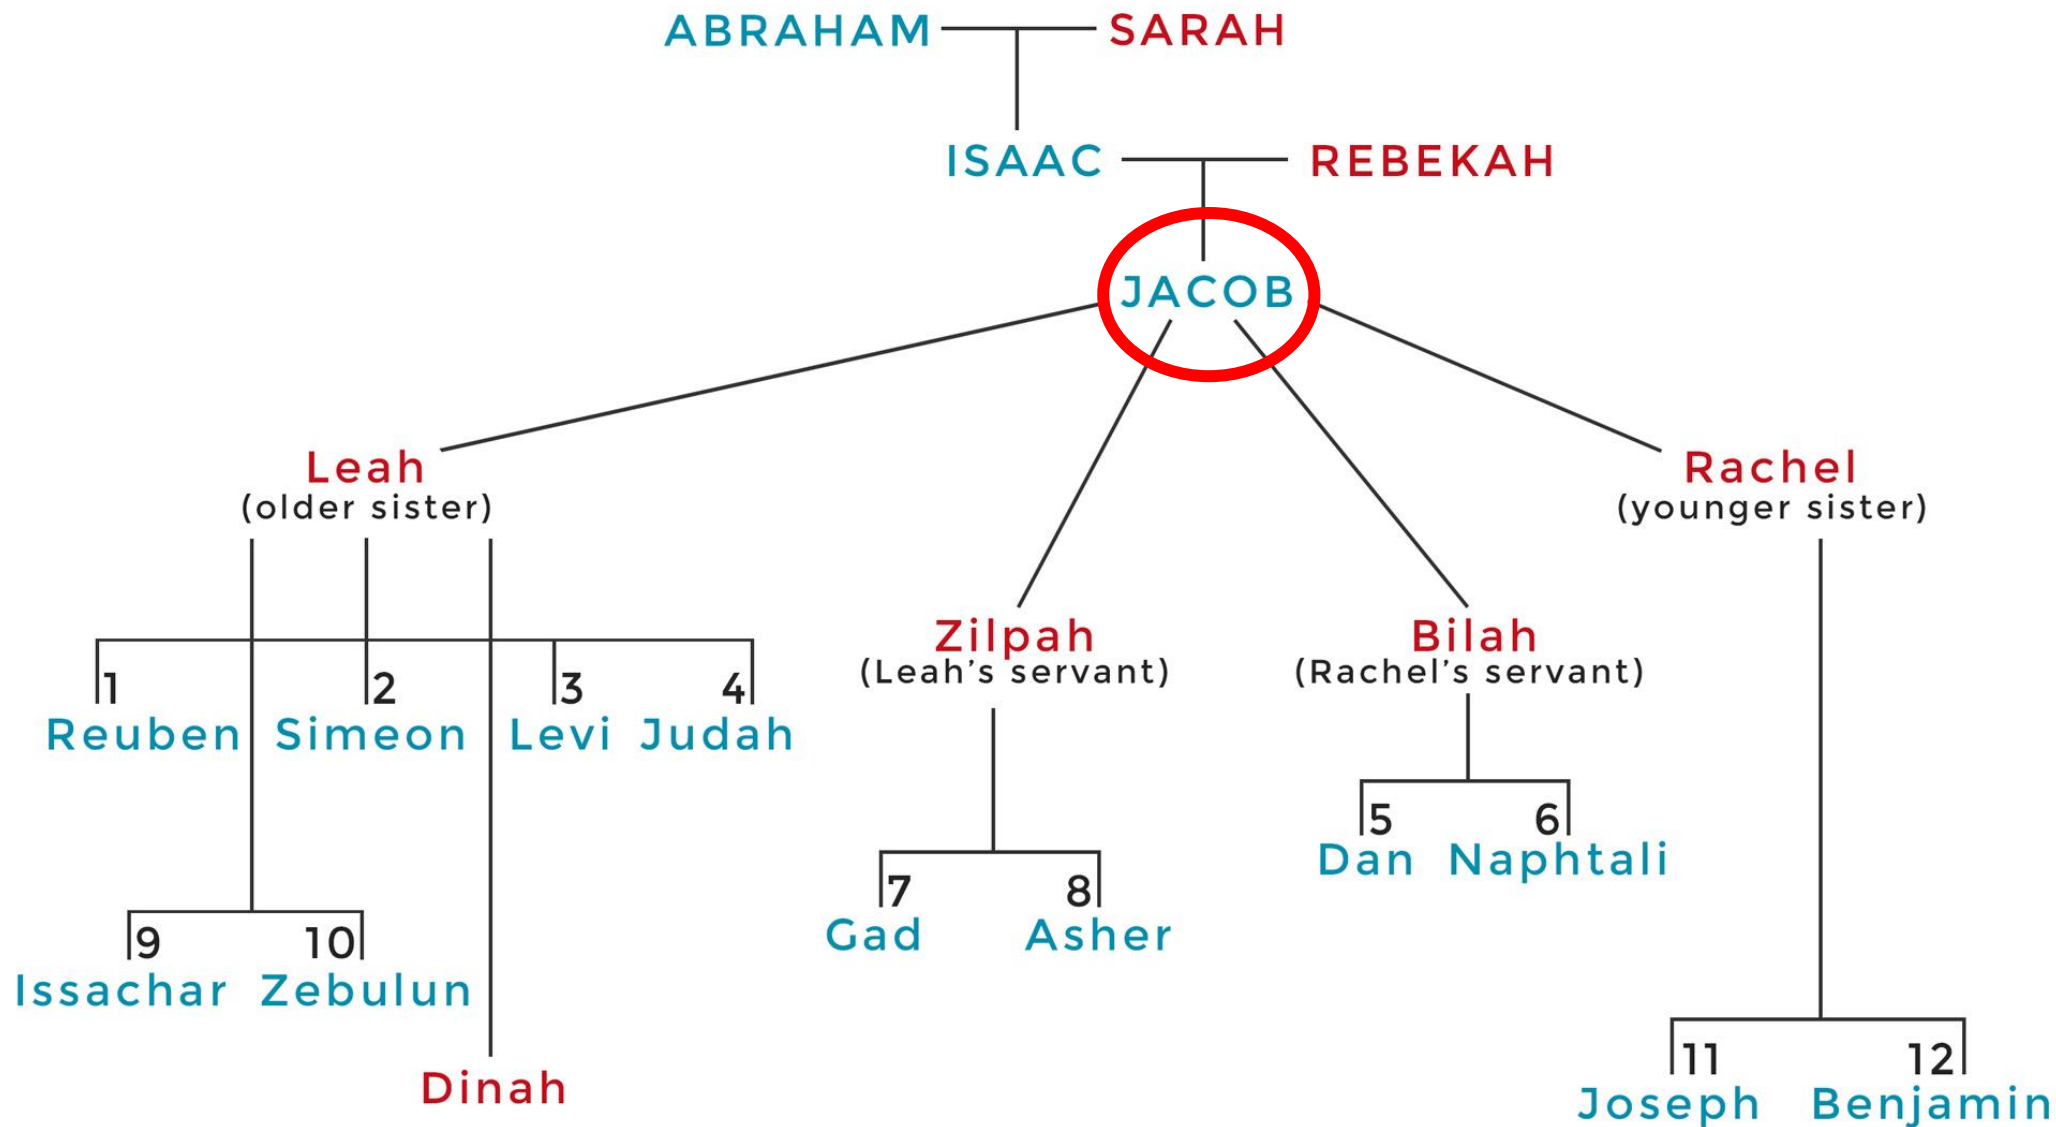 ABRAHAM SARAH
ISAAC REBEKAH
JACOB
Leah Rachel
(older sister) (younger sister)
Zilpah Bilah
(Leah's servant) (Rachel's servant)
1 2 3 4
Reuben Simeon Levi Judah
5 6
Dan Naphtali
7 8
Gad Asher
9 10
Issachar Zebulun
11 12
Dinah
Joseph Benjamin